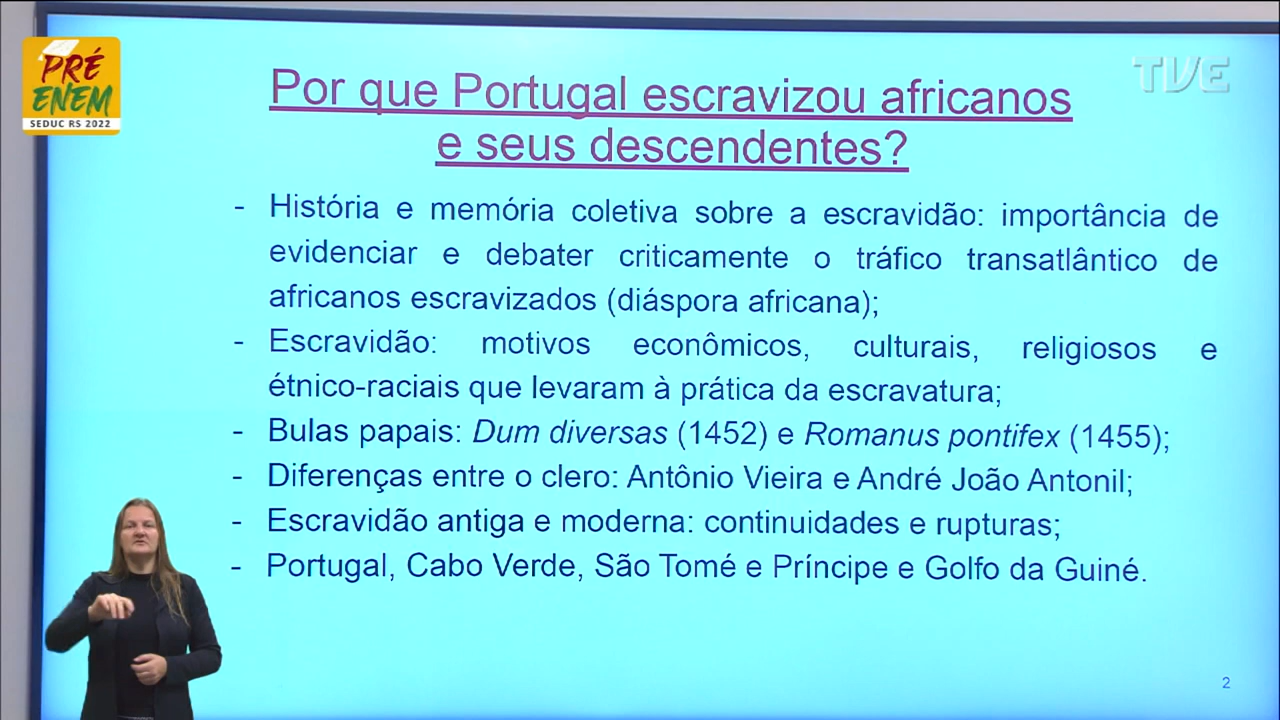 PRÉ
ENEM
SEDUC RS 2022
TVE
Por que Portugal escravizou africanos
e seus descendentes?
- História e memória coletiva sobre a escravidão: importância de
evidenciar e debater criticamente o tráfico transatlântico de
africanos escravizados (diáspora africana);
- Escravidão: motivos econômicos, culturais, religiosos e
étnico-raciais que levaram à prática da escravatura;
- Bulas papais: Dum diversas (1452) e Romanus pontifex (1455);
- Diferenças entre o clero: Antônio Vieira e André João Antonil;
- Escravidão antiga e moderna: continuidades e rupturas;
- Portugal, Cabo Verde, São Tomé e Príncipe e Golfo da Guiné.
2